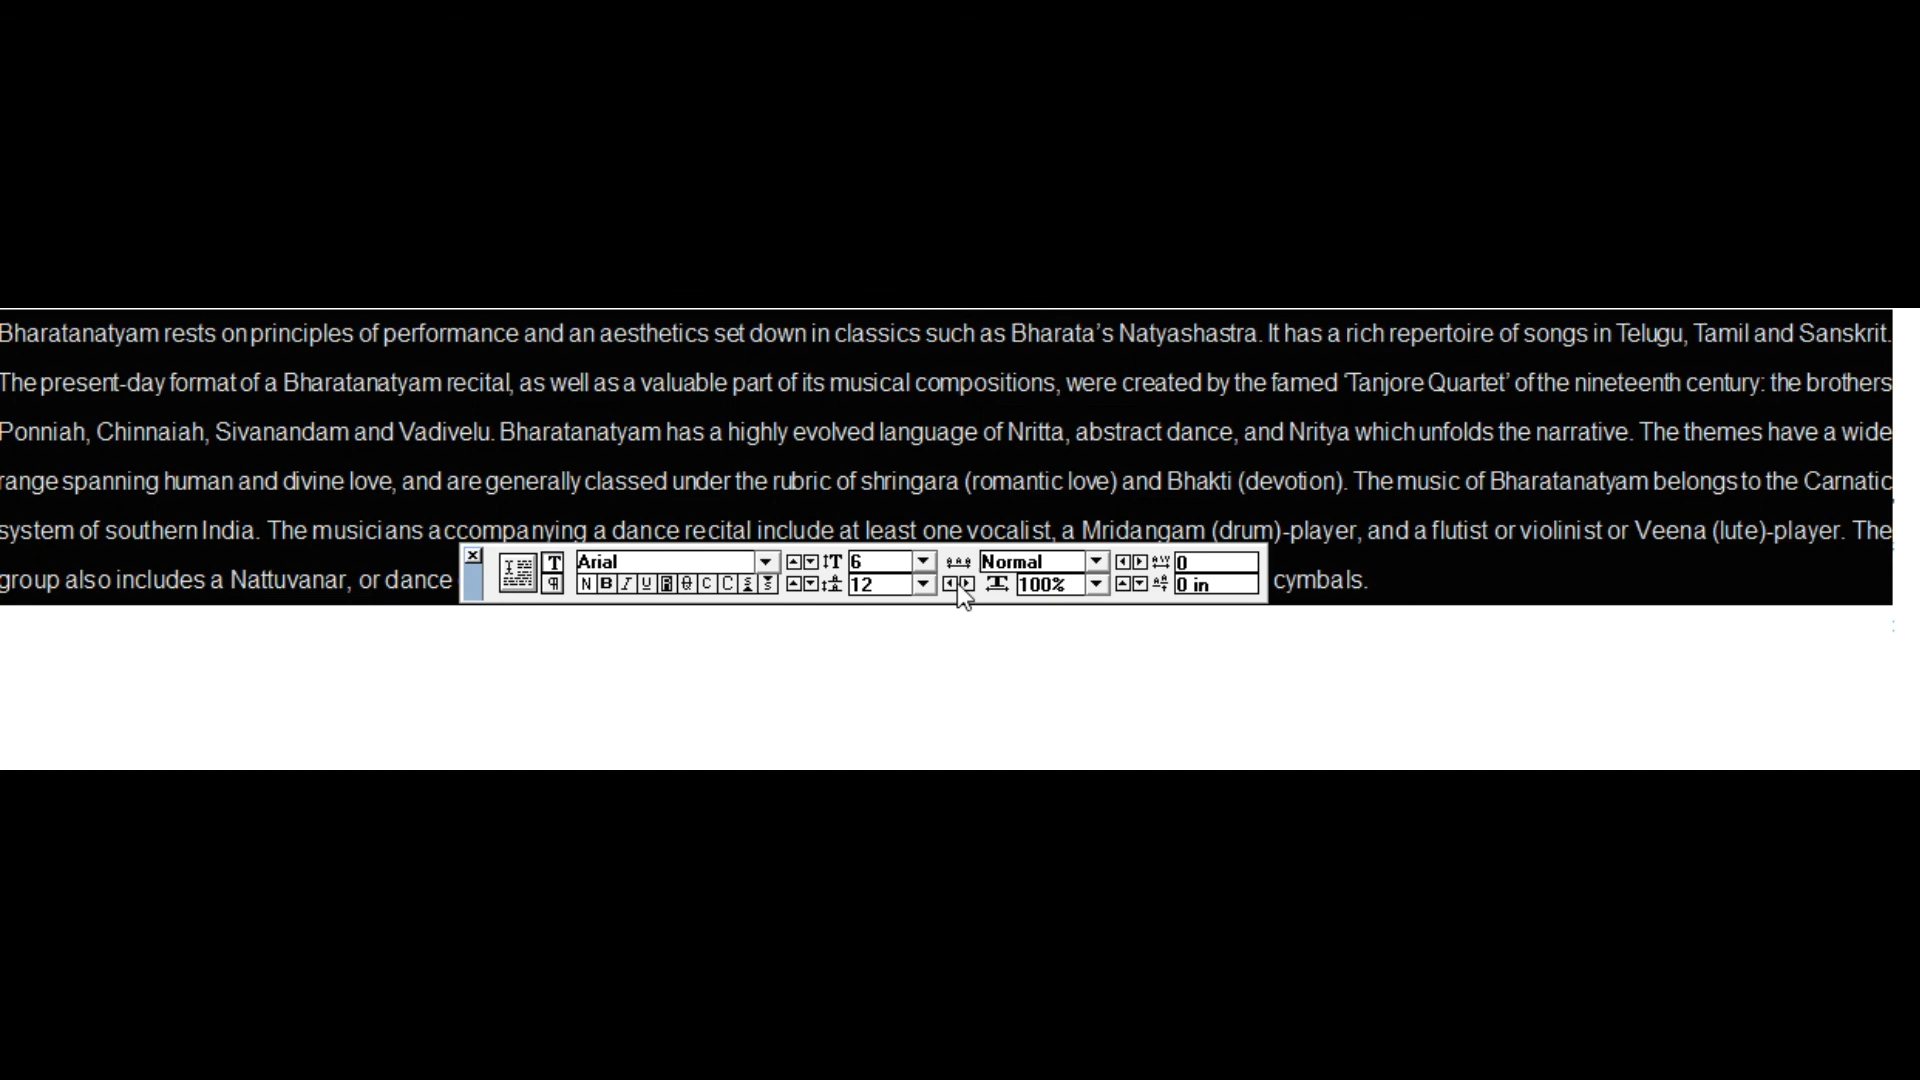 Bharatanatyam rests on principles of performance and an aesthetics set down in classics such as Bharata’s Natyashastra. It has a rich repertoire of songs in Telugu, Tamil and Sanskrit.
The present-day format of a Bharatanatyam recital, as well as a valuable part of its musical compositions, were created by the famed ‘Tanjore Quartet’ of the nineteenth century: the brothers
Ponniah, Chinnaiah, Sivanandam and Vadivelu. Bharatanatyam has a highly evolved language of Nritta, abstract dance, and Nritya which unfolds the narrative. The themes have a wide
range spanning human and divine love, and are generally classed under the rubric of shringara (romantic love) and Bhakti (devotion). The music of Bharatanatyam belongs to the Carnatic
system of southern India. The musicians accompanying a dance recital include at least one vocalist, a Mridangam (drum)-player, and a flutist or violinist or Veena (lute)-player. The
group also includes a Nattuvanar, or dance cymbals.
T Arial T 6 Normal 0
¶ N B I U R C C S S 12 T 100% 0 in